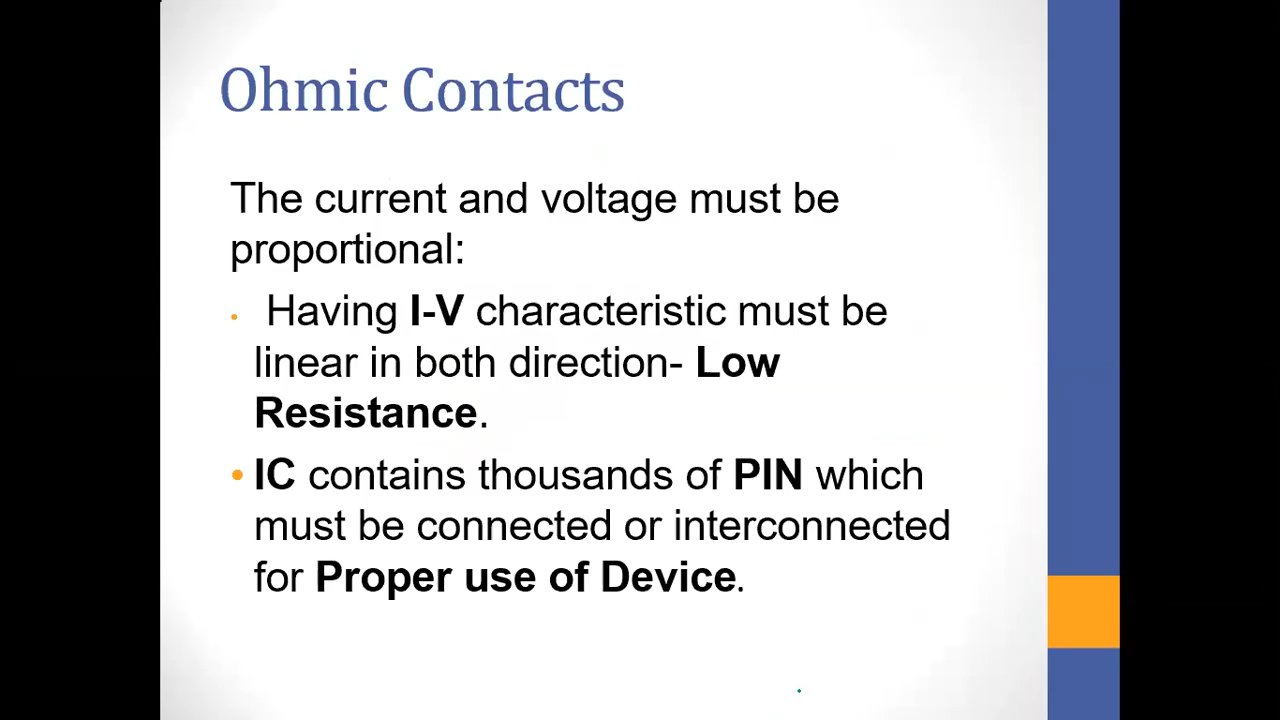 Ohmic Contacts
The current and voltage must be
proportional:
• Having I-V characteristic must be
linear in both direction- Low
Resistance.
• IC contains thousands of PIN which
must be connected or interconnected
for Proper use of Device.